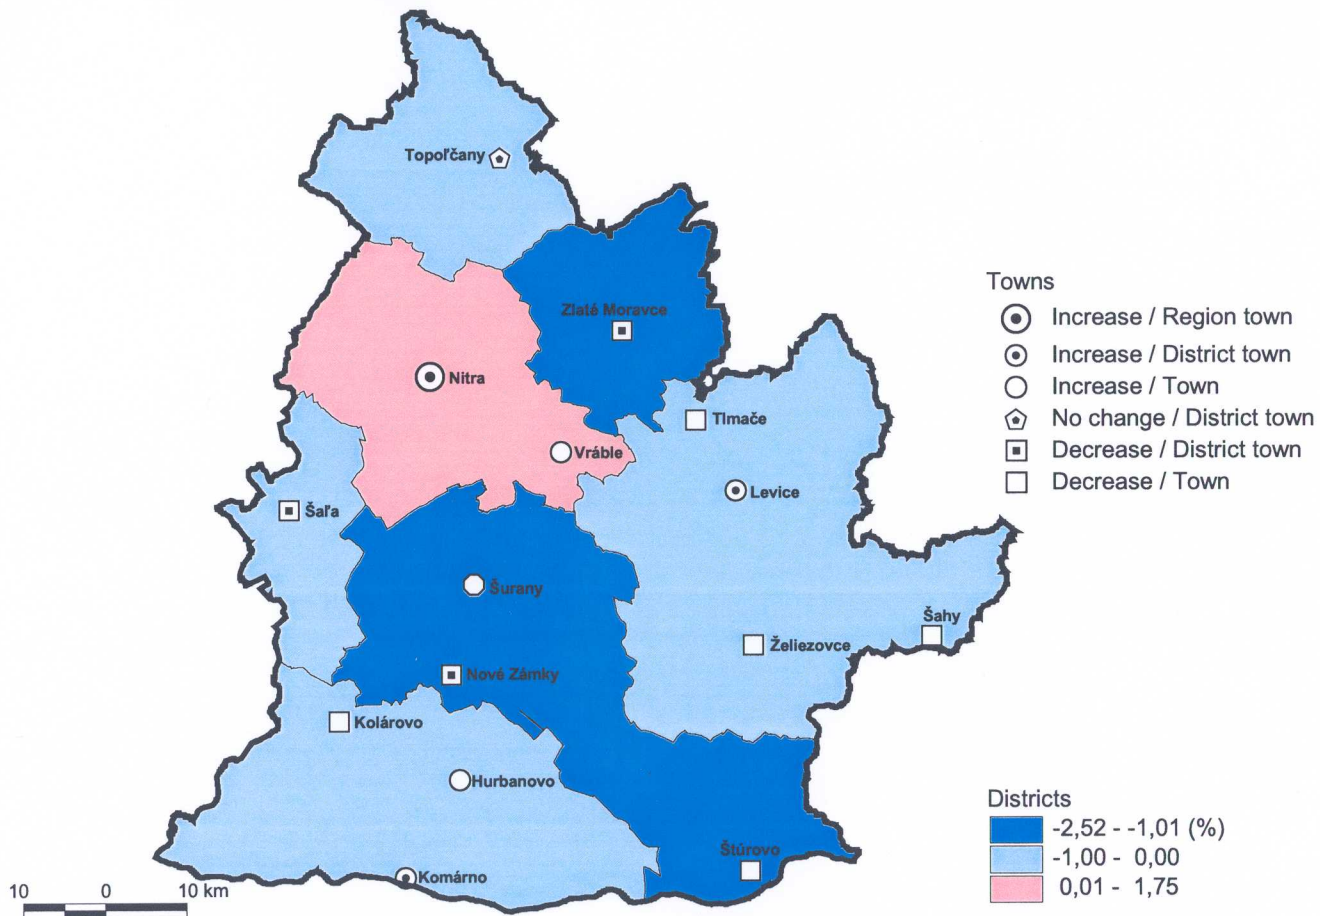 Topoľčany
Zlaté Moravce
Nitra
Tlmače
Vráble
Levice
Šaľa
Šurany
Šahy
Želiezovce
Nové Zámky
Kolárovo
Hurbanovo
Štúrovo
Komárno
10 0 10 km
Towns
Increase / Region town
Increase / District town
Increase / Town
No change / District town
Decrease / District town
Decrease / Town
Districts
-2,52 - -1,01 (%)
-1,00 - 0,00
0,01 - 1,75